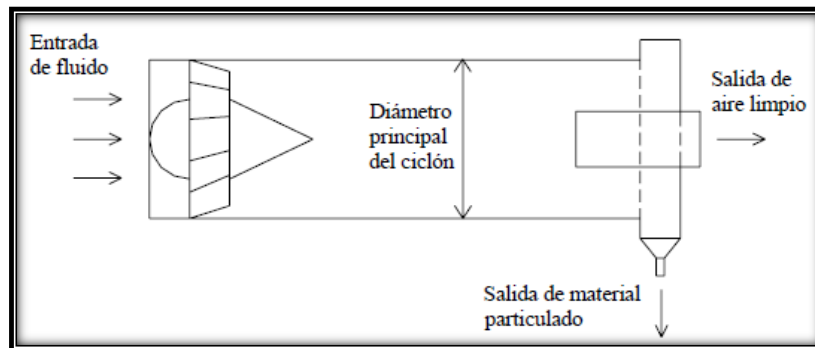 Entrada
de fluido
Diámetro
principal
del ciclón
Salida de
aire limpio
Salida de material
particulado